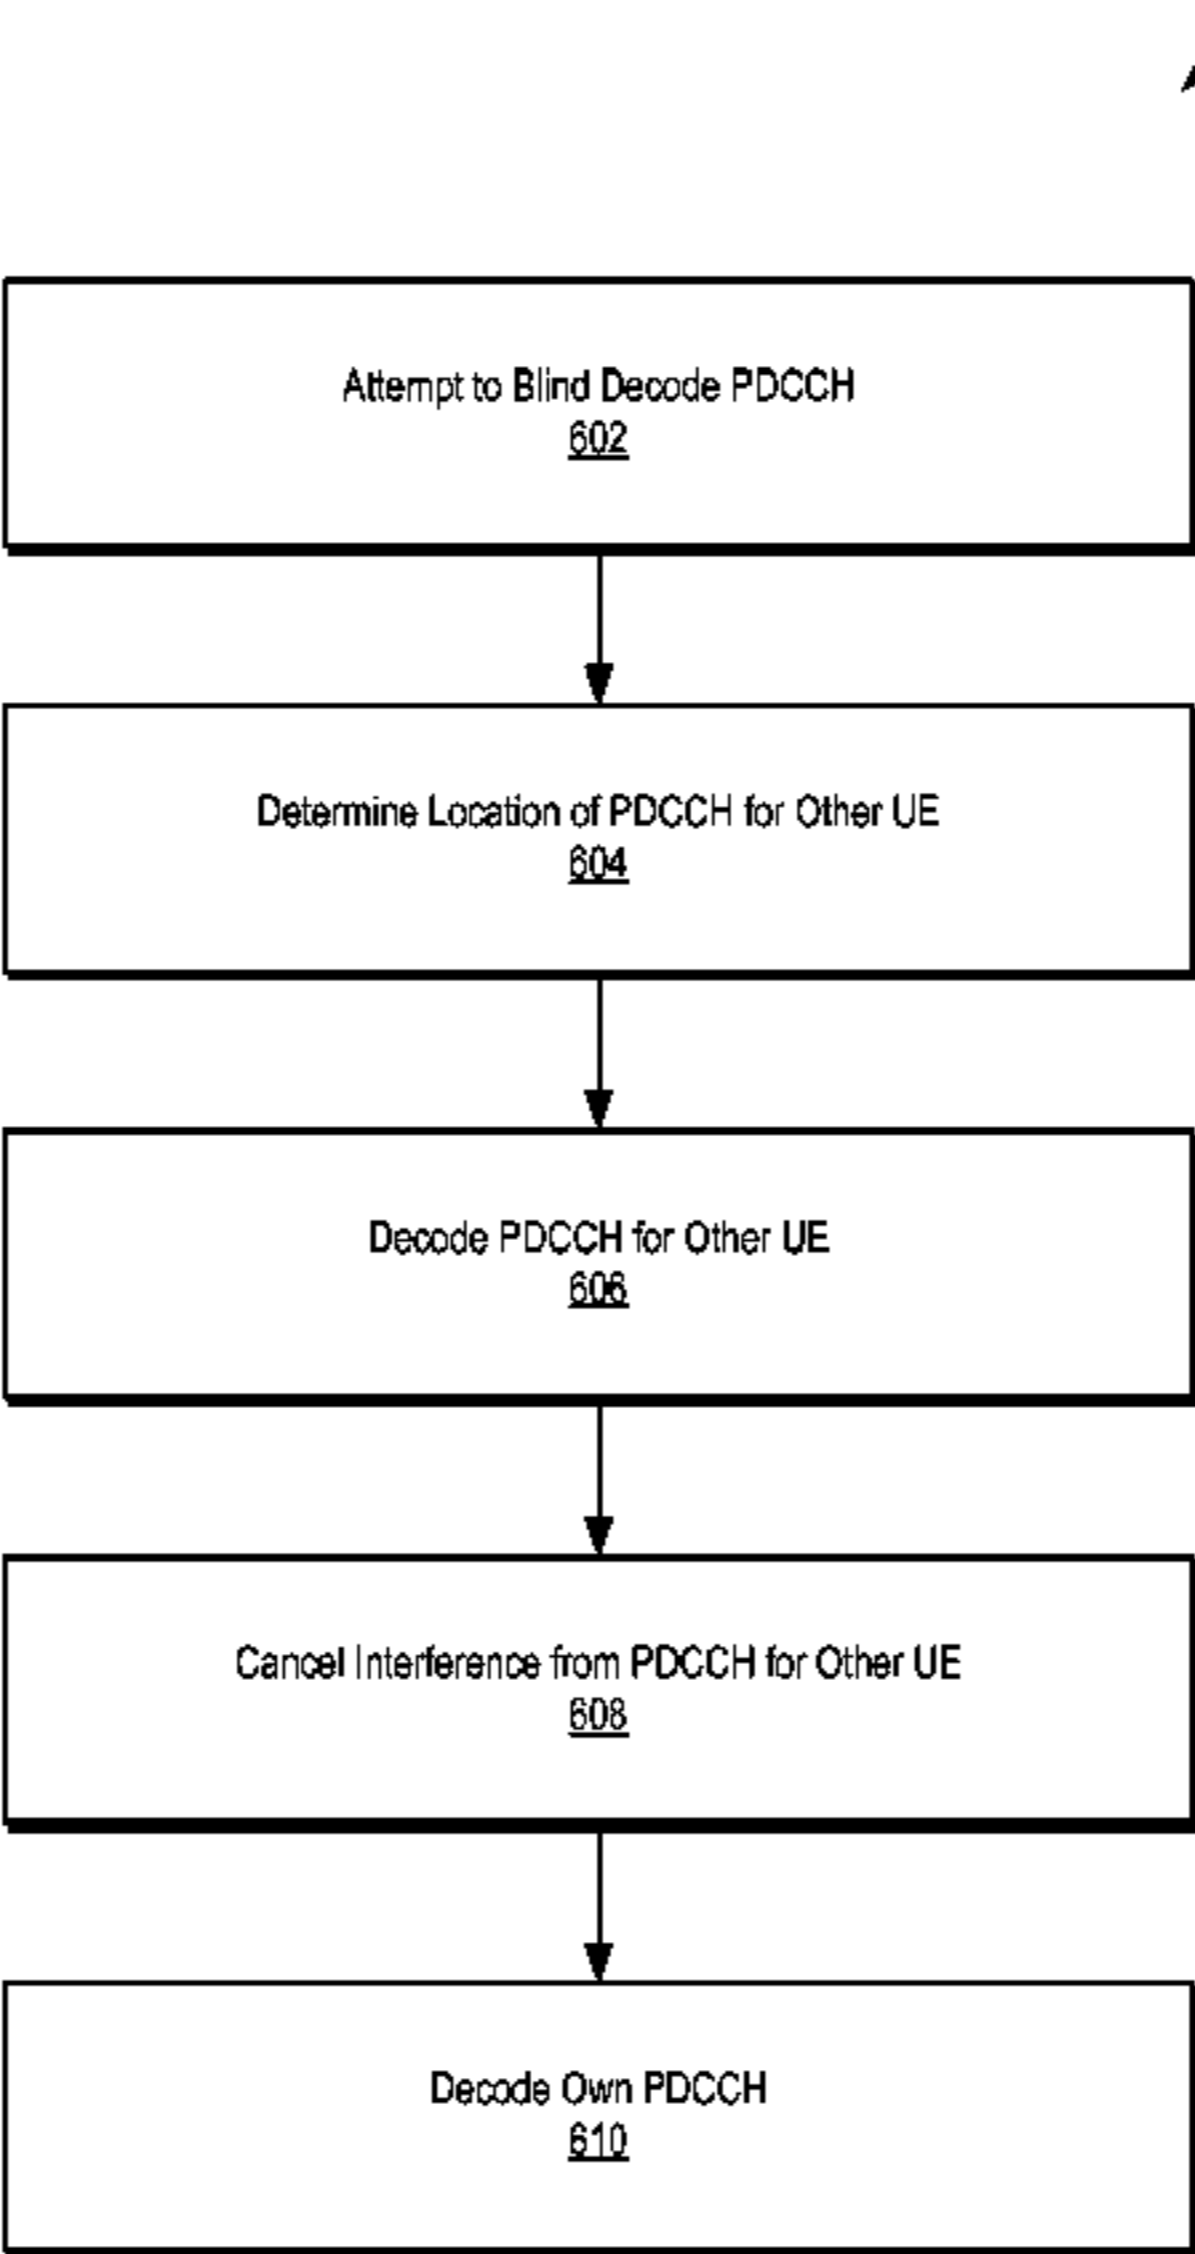 Attempt to Blind Decode PDCCH
602
Determine Location of PDCCH for Other UE
604
Decode PDCCH for Other UE
606
Cancel Interference from PDCCH for Other UE
608
Decode Own PDCCH
610